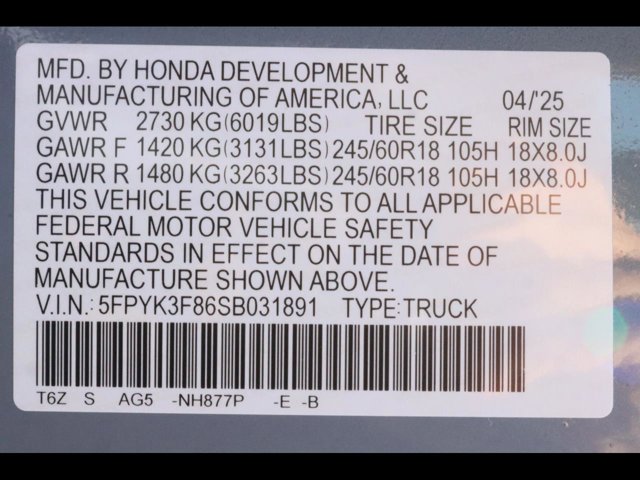 MFD. BY HONDA DEVELOPMENT &
MANUFACTURING OF AMERICA, LLC 04/'25
GVWR 2730 KG(6019LBS) TIRE SIZE RIM SIZE
GAWR F 1420 KG(3131LBS) 245/60R18 105H 18X8.0J
GAWR R 1480 KG(3263LBS) 245/60R18 105H 18X8.0J
THIS VEHICLE CONFORMS TO ALL APPLICABLE
FEDERAL MOTOR VEHICLE SAFETY
STANDARDS IN EFFECT ON THE DATE OF
MANUFACTURE SHOWN ABOVE.
V.I.N.: 5FPYK3F86SB031891 TYPE:TRUCK
T6Z S AG5 -NH877P -E -B